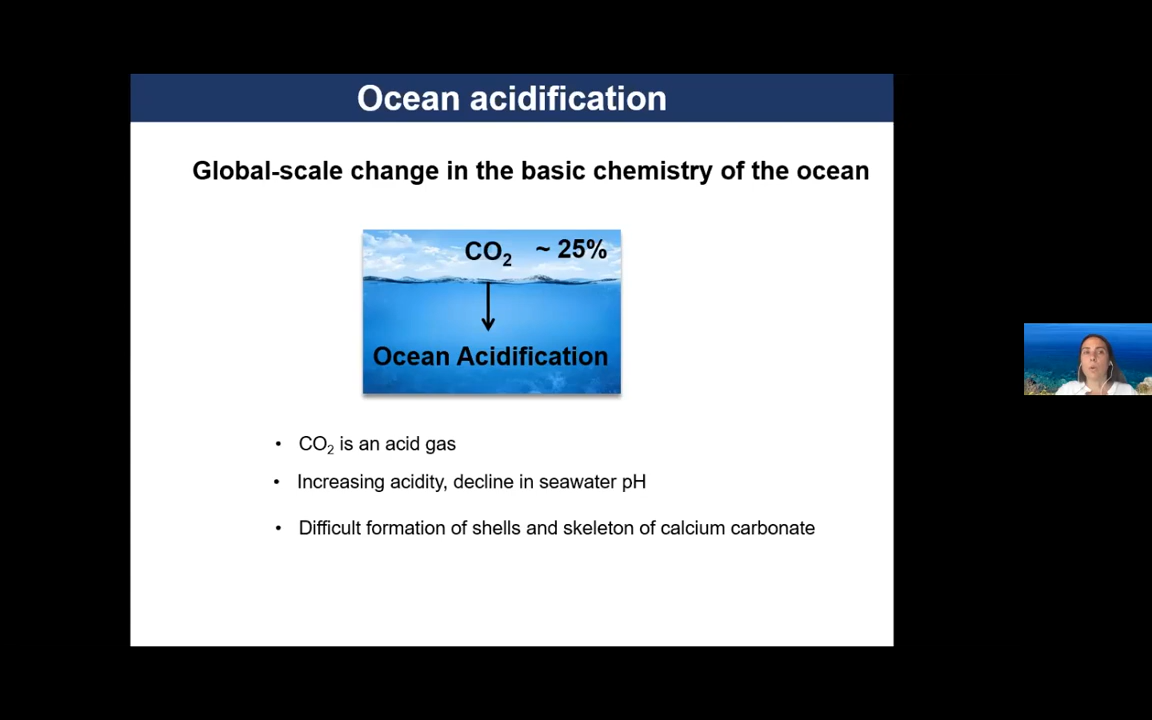 Ocean acidification
Global-scale change in the basic chemistry of the ocean
CO₂ ~ 25%
Ocean Acidification
• CO₂ is an acid gas
• Increasing acidity, decline in seawater pH
• Difficult formation of shells and skeleton of calcium carbonate